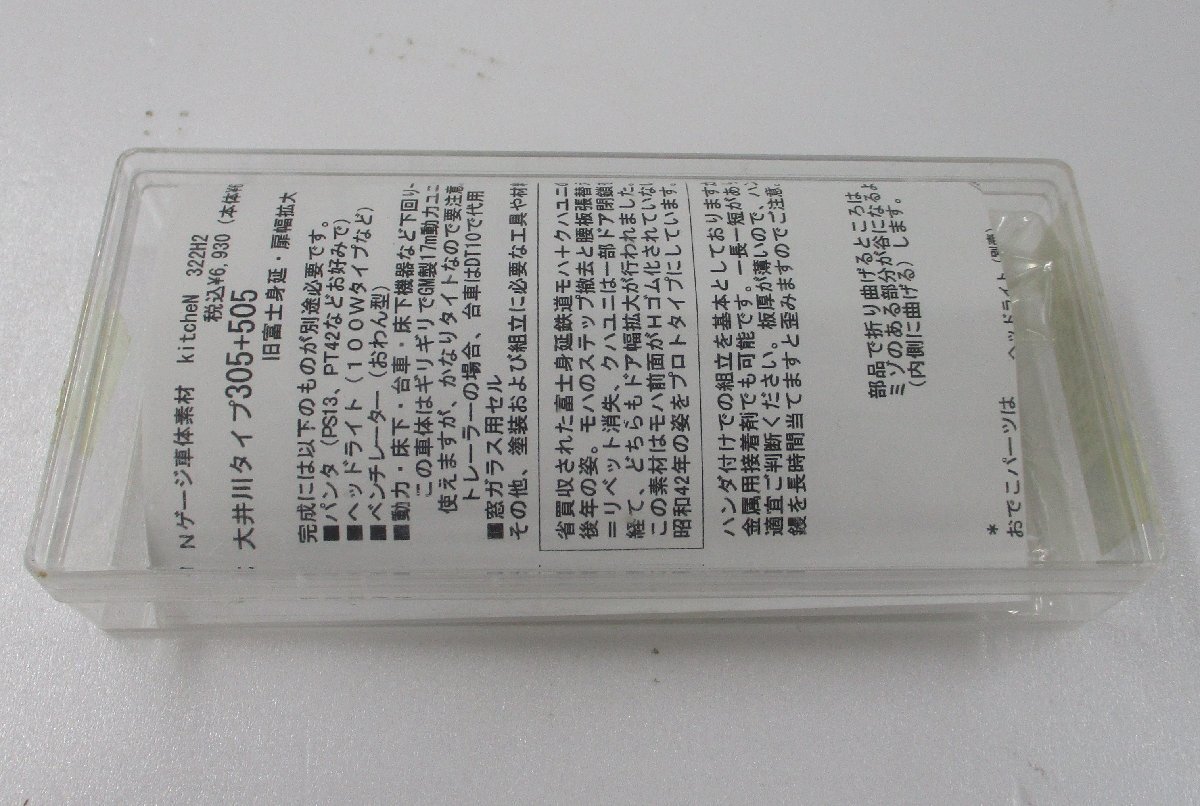 Nゲージ車体素材 kitcheN 322H2
税込¥6,930 (本体
大井川タイプ305+505
旧富士身延・扉幅拡大
完成には以下のものが別途必要です。
■パンタ(PS13、PT42などお好みで)
■ヘッドライト(100Wタイプなど)
■ベンチレーター(おわん型)
■動力・床下・台車・床下機器など下回り
この車体はギリギリでGM製17m動力ユニ
使えますが、かなりタイトなので要注意
トレーラーの場合、台車はDT10で代用
■窓ガラス用セル
その他、塗装および組立に必要な工具や材料
省買収された富士身延鉄道モハ+クハユニ
後年の姿。モハのステップ撤去と腰板張替
=リベット消失、クハユニは一部ドア閉鎖
経て、どちらもドア幅拡大が行われました。
この素材はモハ前面がHゴム化されていな
昭和42年の姿をプロトタイプにしています。
ハンダ付けでの組立を基本としております
金属用接着剤でも可能です。一長一短があ
適宜ご判断ください。板厚が薄いので、ハン
鏝を長時間当てますと歪みますのでご注意
部品で折り曲げるところは
ミゾのある部分が谷になるよ
(内側に曲げる)します。
*
おでこパーツは ヘッドライト